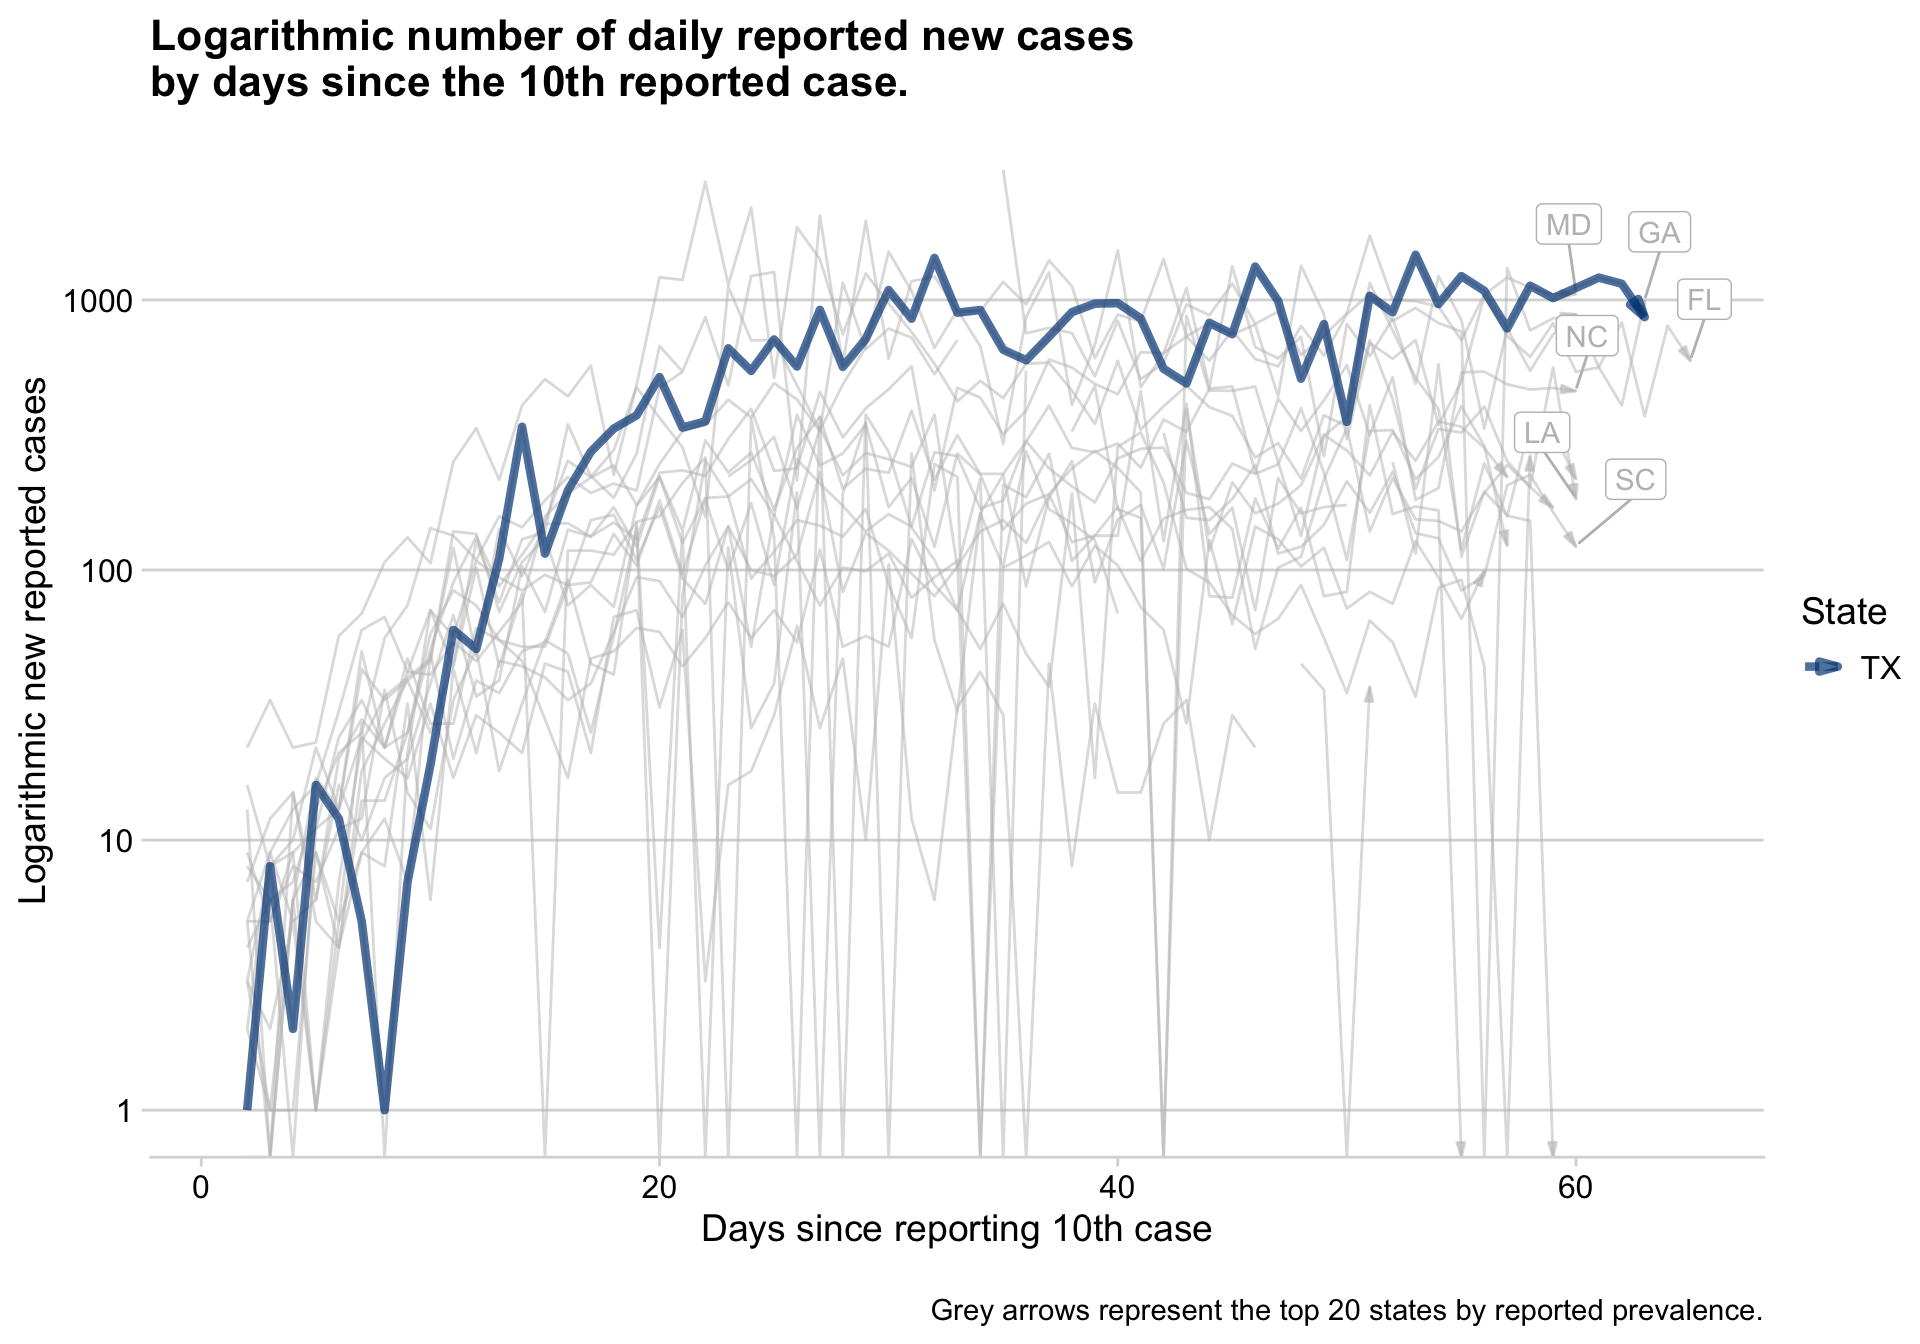 Logarithmic number of daily reported new cases
by days since the 10th reported case.
Logarithmic new reported cases
1000
100
10
1
MD
GA
FL
NC
LA
SC
State
TX
0
20
40
60
Days since reporting 10th case
Grey arrows represent the top 20 states by reported prevalence.